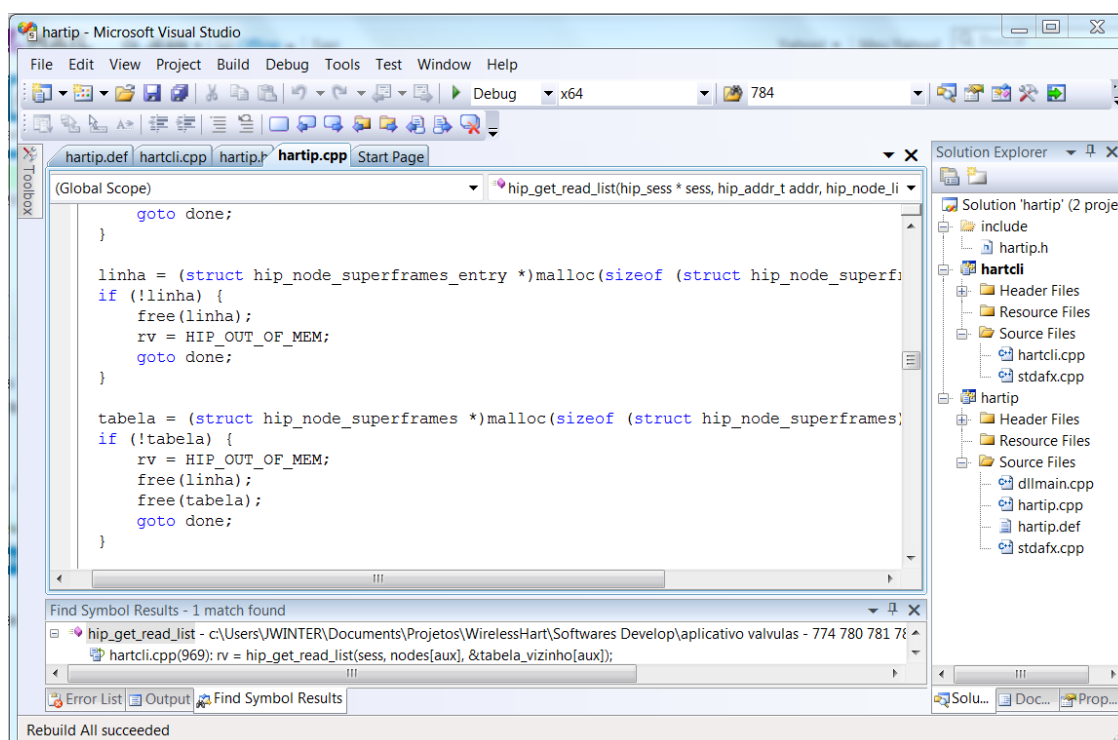 hartip - Microsoft Visual Studio
File Edit View Project Build Debug Tools Test Window Help
Debug x64 784
hartip.def hartcli.cpp hartip.h hartip.cpp Start Page
Toolbox
(Global Scope) hip_get_read_list(hip_sess * sess, hip_addr_t addr, hip_node_li
goto done;
}
linha = (struct hip_node_superframes_entry *)malloc(sizeof (struct hip_node_superfr
if (!linha) {
free(linha);
rv = HIP_OUT_OF_MEM;
goto done;
}
tabela = (struct hip_node_superframes *)malloc(sizeof (struct hip_node_superframes)
if (!tabela) {
rv = HIP_OUT_OF_MEM;
free(linha);
free(tabela);
goto done;
}
Find Symbol Results - 1 match found
hip_get_read_list - c:\Users\JWINTER\Documents\Projetos\WirelessHart\Softwares Develop\aplicativo valvulas - 774 780 781 78
hartcli.cpp(969): rv = hip_get_read_list(sess, nodes[aux], &tabela_vizinho[aux]);
Error List Output Find Symbol Results
Rebuild All succeeded
Solution Explorer
Solution 'hartip' (2 proje
include
hartip.h
hartcli
Header Files
Resource Files
Source Files
hartcli.cpp
stdafx.cpp
hartip
Header Files
Resource Files
Source Files
dllmain.cpp
hartip.cpp
hartip.def
stdafx.cpp
Solu... Doc... Prop...